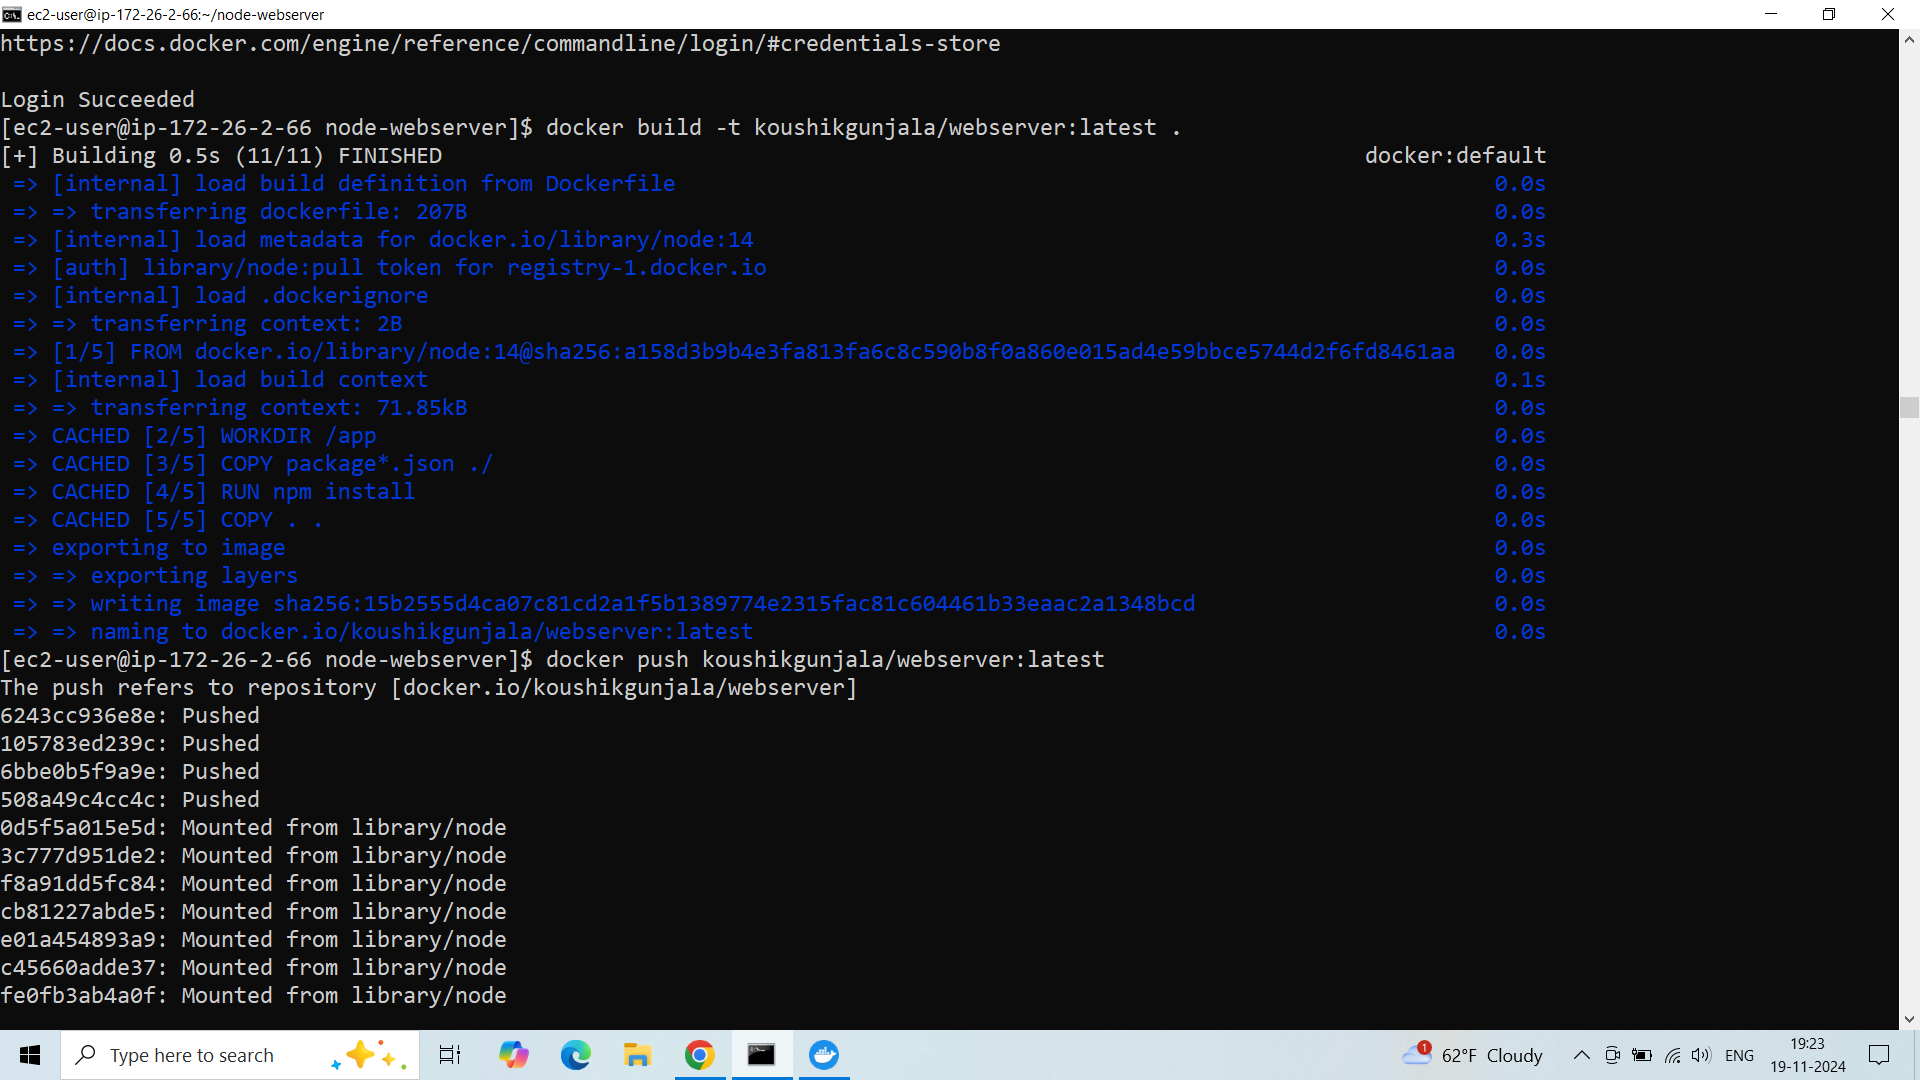 ec2-user@ip-172-26-2-66:~/node-webserver
https://docs.docker.com/engine/reference/commandline/login/#credentials-store
Login Succeeded
[ec2-user@ip-172-26-2-66 node-webserver]$ docker build -t koushikgunjala/webserver:latest .
[+] Building 0.5s (11/11) FINISHED docker:default
=> [internal] load build definition from Dockerfile 0.0s
=> => transferring dockerfile: 207B 0.0s
=> [internal] load metadata for docker.io/library/node:14 0.3s
=> [auth] library/node:pull token for registry-1.docker.io 0.0s
=> [internal] load .dockerignore 0.0s
=> => transferring context: 2B 0.0s
=> [1/5] FROM docker.io/library/node:14@sha256:a158d3b9b4e3fa813fa6c8c590b8f0a860e015ad4e59bbce5744d2f6fd8461aa 0.0s
=> [internal] load build context 0.1s
=> => transferring context: 71.85kB 0.0s
=> CACHED [2/5] WORKDIR /app 0.0s
=> CACHED [3/5] COPY package*.json ./ 0.0s
=> CACHED [4/5] RUN npm install 0.0s
=> CACHED [5/5] COPY . . 0.0s
=> exporting to image 0.0s
=> => exporting layers 0.0s
=> => writing image sha256:15b2555d4ca07c81cd2a1f5b1389774e2315fac81c604461b33eaac2a1348bcd 0.0s
=> => naming to docker.io/koushikgunjala/webserver:latest 0.0s
[ec2-user@ip-172-26-2-66 node-webserver]$ docker push koushikgunjala/webserver:latest
The push refers to repository [docker.io/koushikgunjala/webserver]
6243cc936e8e: Pushed
105783ed239c: Pushed
6bbe0b5f9a9e: Pushed
508a49c4cc4c: Pushed
0d5f5a015e5d: Mounted from library/node
3c777d951de2: Mounted from library/node
f8a91dd5fc84: Mounted from library/node
cb81227abde5: Mounted from library/node
e01a454893a9: Mounted from library/node
c45660adde37: Mounted from library/node
fe0fb3ab4a0f: Mounted from library/node
Type here to search
1
62°F Cloudy
ENG
19:23
19-11-2024